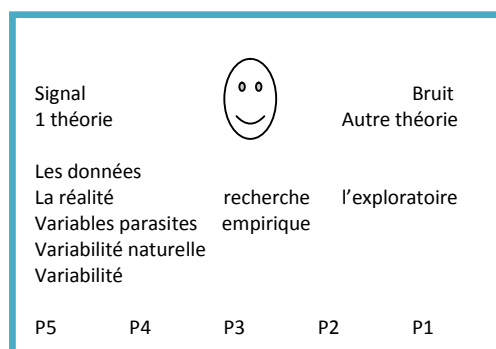 Signal Bruit
1 théorie Autre théorie
Les données
La réalité recherche l’exploratoire
Variables parasites empirique
Variabilité naturelle
Variabilité
P5 P4 P3 P2 P1